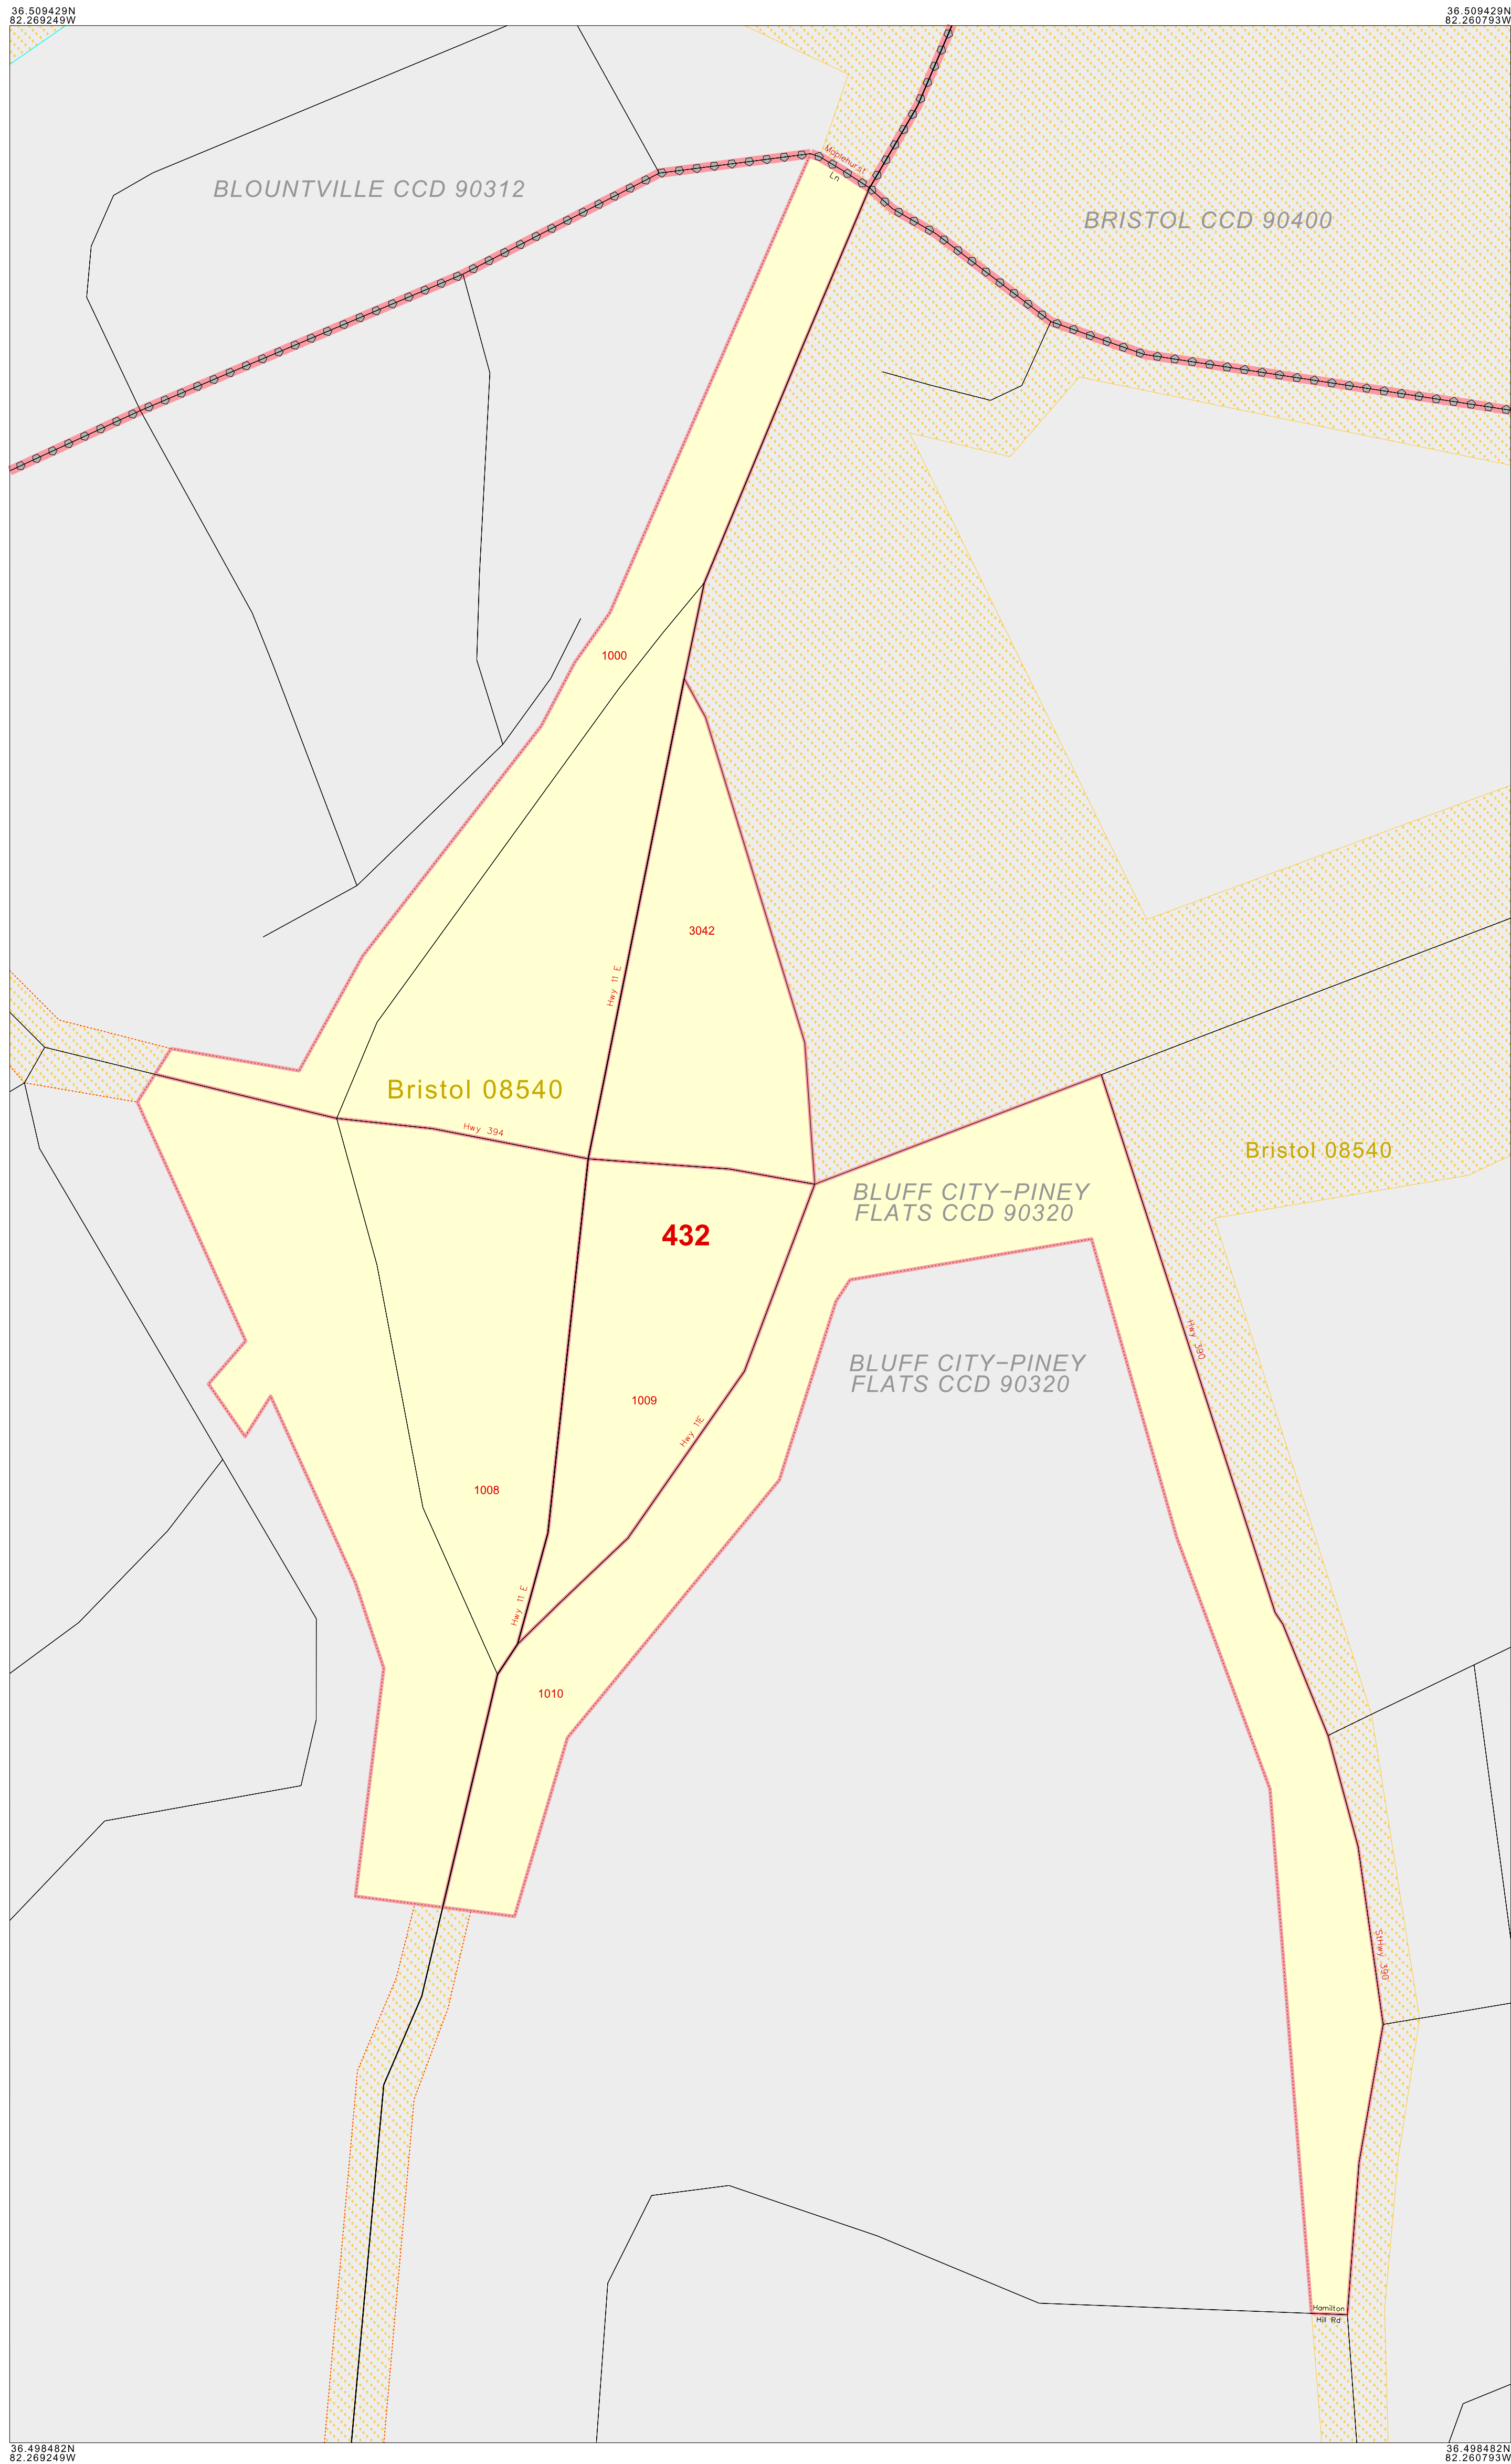 36.509429N
82.269249W
36.509429N
82.260793W
Maplehurst
Ln
BLOUNTVILLE CCD 90312
BRISTOL CCD 90400
1000
3042
Hwy 11 E
Bristol 08540
Hwy 394
Bristol 08540
BLUFF CITY-PINEY
FLATS CCD 90320
432
Hwy 390
BLUFF CITY-PINEY
FLATS CCD 90320
1009
Hwy 11E
1008
Hwy 11 E
1010
StHwy 390
Hamilton
Hill Rd
36.498482N
82.269249W
36.498482N
82.260793W